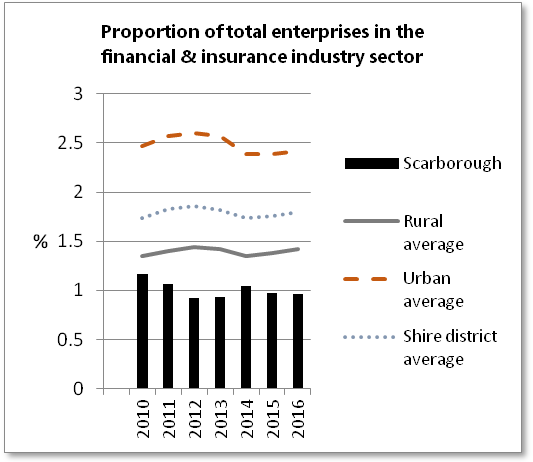 Proportion of total enterprises in the
financial & insurance industry sector
3
2.5
2
%
1.5
1
0.5
0
2010
2011
2012
2013
2014
2015
2016
Scarborough
Rural
average
Urban
average
Shire district
average